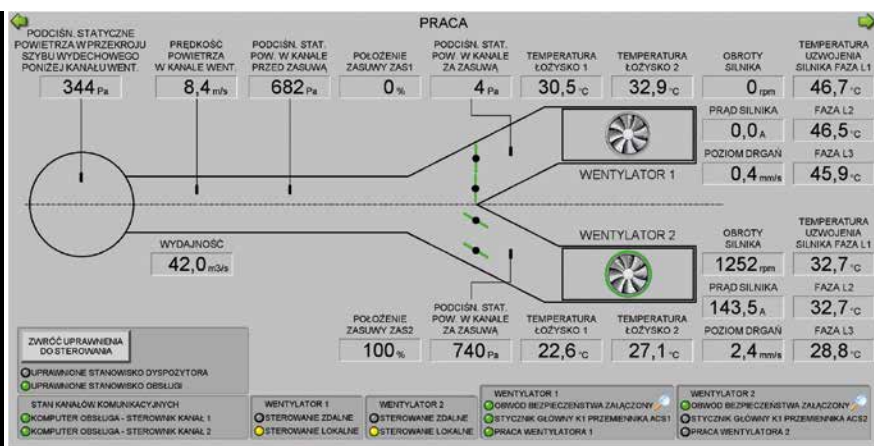 PRACA
PODCIŚN. STATYCZNE
POWIETRZA W PRZEKROJU
SZYBU WYDECHOWEGO
PONIŻEJ KANAŁU WENT.
344 Pa
PRĘDKOŚĆ
POWIETRZA
W KANALE WENT.
8,4 m/s
PODCIŚN. STAT.
POW. W KANALE
PRZED ZASUWĄ
682 Pa
POŁOŻENIE
ZASUWY ZAS1
0 %
PODCIŚN. STAT.
POW. W KANALE
ZA ZASUWĄ
4 Pa
TEMPERATURA
ŁOŻYSKO 1
30,5 °C
TEMPERATURA
ŁOŻYSKO 2
32,9 °C
OBROTY
SILNIKA
0 rpm
TEMPERATURA
UZWOJENIA
SILNIKA FAZA L1
46,7 °C
PRĄD SILNIKA
0,0 A
FAZA L2
46,5 °C
POZIOM DRGAŃ
0,4 mm/s
FAZA L3
45,9 °C
WENTYLATOR 1
WYDAJNOŚĆ
42,0 m3/s
WENTYLATOR 2
OBROTY
SILNIKA
1252 rpm
TEMPERATURA
UZWOJENIA
SILNIKA FAZA L1
32,7 °C
PRĄD SILNIKA
143,5 A
FAZA L2
32,7 °C
POŁOŻENIE
ZASUWY ZAS2
100 %
PODCIŚN. STAT.
POW. W KANALE
ZA ZASUWĄ
740 Pa
TEMPERATURA
ŁOŻYSKO 1
22,6 °C
TEMPERATURA
ŁOŻYSKO 2
27,1 °C
POZIOM DRGAŃ
2,4 mm/s
FAZA L3
28,8 °C
ZWRÓĆ UPRAWNIENIA
DO STEROWANIA
UPRAWNIONE STANOWISKO DYSPOZYTORA
UPRAWNIONE STANOWISKO OBSŁUGI
STAN KANAŁÓW KOMUNIKACYJNYCH
KOMPUTER OBSŁUGA - STEROWNIK KANAŁ 1
KOMPUTER OBSŁUGA - STEROWNIK KANAŁ 2
WENTYLATOR 1
STEROWANIE ZDALNE
STEROWANIE LOKALNE
WENTYLATOR 2
STEROWANIE ZDALNE
STEROWANIE LOKALNE
WENTYLATOR 1
OBWÓD BEZPIECZEŃSTWA ZAŁĄCZONY
STYCZNIK GŁÓWNY K1 PRZEMIENNIKA ACS1
PRACA WENTYLATORA 1
WENTYLATOR 2
OBWÓD BEZPIECZEŃSTWA ZAŁĄCZONY
STYCZNIK GŁÓWNY K1 PRZEMIENNIKA ACS2
PRACA WENTYLATORA 2